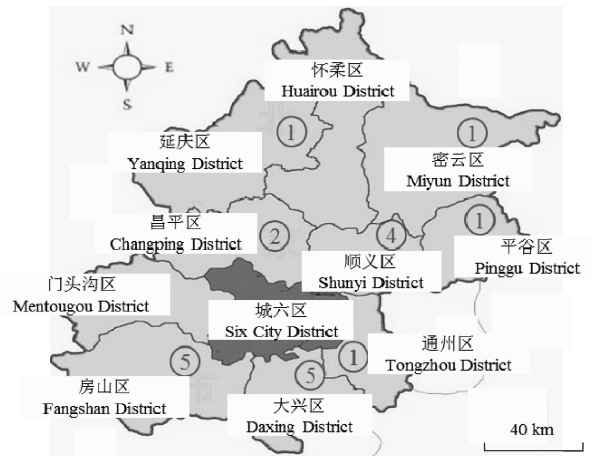 N
W
E
S
怀柔区
Huairou District
①
延庆区
Yanqing District
①
密云区
Miyun District
昌平区
Changping District
②
④
①
平谷区
Pinggu District
顺义区
Shunyi District
门头沟区
Mentougou District
城六区
Six City District
通州区
Tongzhou District
①
⑤
⑤
房山区
Fangshan District
大兴区
Daxing District
40 km